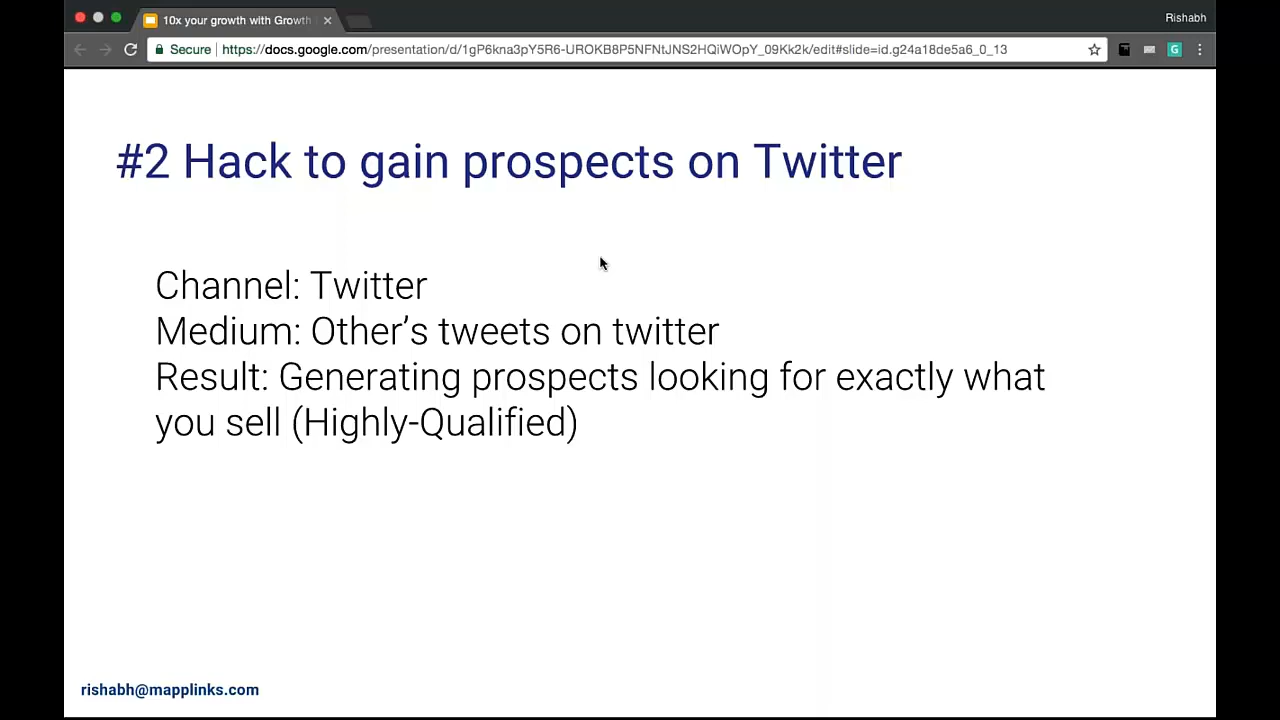 10x your growth with Growth
Rishabh
Secure
https://docs.google.com/presentation/d/1gP6kna3pY5R6-UROKB8P5NFNtJNS2HQiWOpY_09Kk2k/edit#slide=id.g24a18de5a6_0_13
G
#2 Hack to gain prospects on Twitter
Channel: Twitter
Medium: Other’s tweets on twitter
Result: Generating prospects looking for exactly what
you sell (Highly-Qualified)
rishabh@mapplinks.com